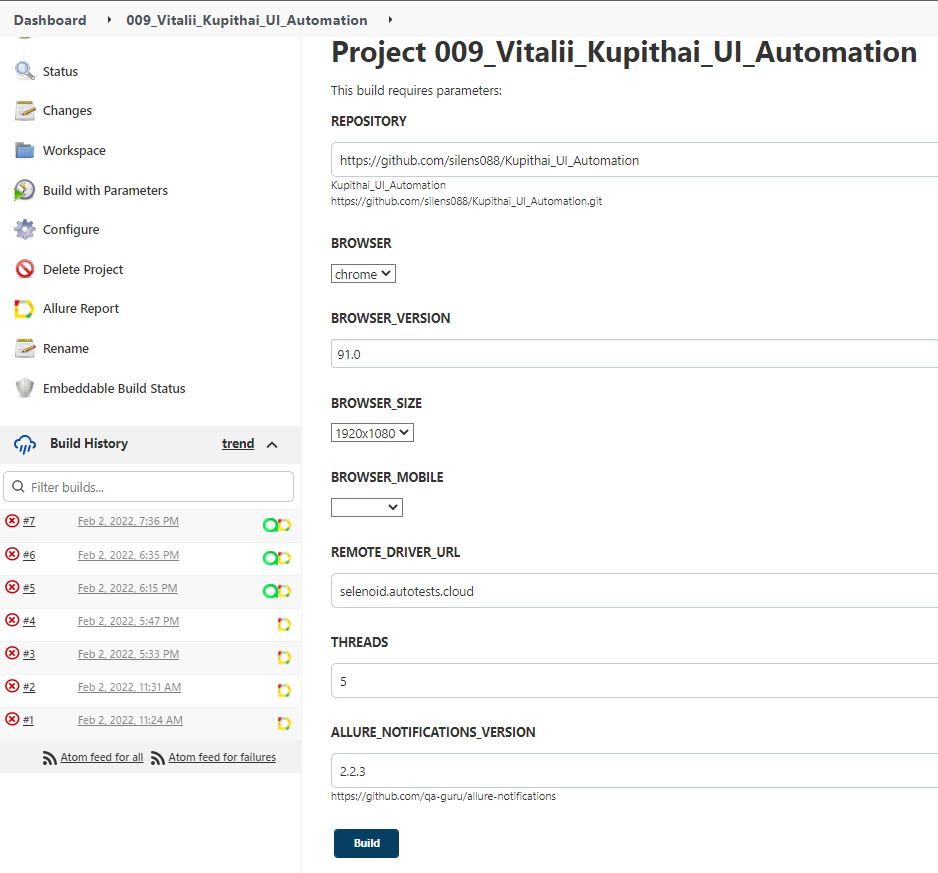 Dashboard
009_Vitalii_Kupithai_UI_Automation
Status
Changes
Workspace
Build with Parameters
Configure
Delete Project
Allure Report
Rename
Embeddable Build Status
Build History trend
Filter builds...
#7 Feb 2, 2022, 7:36 PM
#6 Feb 2, 2022, 6:35 PM
#5 Feb 2, 2022, 6:15 PM
#4 Feb 2, 2022, 5:47 PM
#3 Feb 2, 2022, 5:33 PM
#2 Feb 2, 2022, 11:31 AM
#1 Feb 2, 2022, 11:24 AM
Atom feed for all Atom feed for failures
Project 009_Vitalii_Kupithai_UI_Automation
This build requires parameters:
REPOSITORY
https://github.com/silens088/Kupithai_UI_Automation
Kupithai_UI_Automation
https://github.com/silens088/Kupithai_UI_Automation.git
BROWSER
chrome
BROWSER_VERSION
91.0
BROWSER_SIZE
1920x1080
BROWSER_MOBILE
REMOTE_DRIVER_URL
selenoid.autotests.cloud
THREADS
5
ALLURE_NOTIFICATIONS_VERSION
2.2.3
https://github.com/qa-guru/allure-notifications
Build